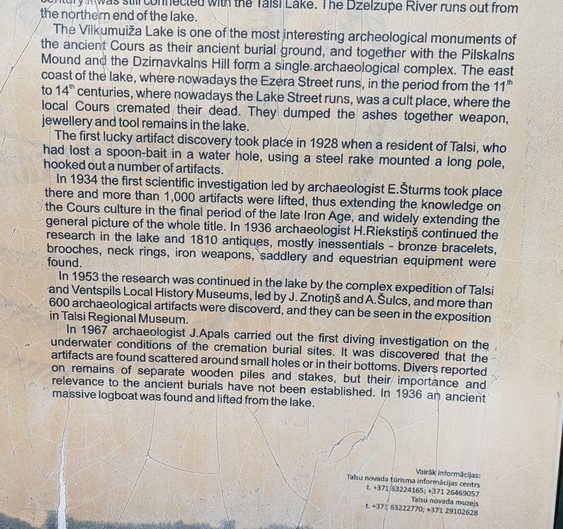 century it was still connected with the Talsi Lake. The Dzelzupe River runs out from
the northern end of the lake.
The Vilkumuiža Lake is one of the most interesting archeological monuments of
the ancient Cours as their ancient burial ground, and together with the Pilskalns
Mound and the Dzirnavkalns Hill form a single archaeological complex. The east
coast of the lake, where nowadays the Ezera Street runs, in the period from the 11th
to 14th centuries, where nowadays the Lake Street runs, was a cult place, where the
local Cours cremated their dead. They dumped the ashes together weapon,
jewellery and tool remains in the lake.
The first lucky artifact discovery took place in 1928 when a resident of Talsi, who
had lost a spoon-bait in a water hole, using a steel rake mounted a long pole,
hooked out a number of artifacts.
In 1934 the first scientific investigation led by archaeologist E.Šturms took place
there and more than 1,000 artifacts were lifted, thus extending the knowledge on
the Cours culture in the final period of the late Iron Age, and widely extending the
general picture of the whole title. In 1936 archaeologist H.Riekstiņš continued the
research in the lake and 1810 antiques, mostly inessentials - bronze bracelets,
brooches, neck rings, iron weapons, saddlery and equestrian equipment were
found.
In 1953 the research was continued in the lake by the complex expedition of Talsi
and Ventspils Local History Museums, led by J. Znotiņš and A.Šulcs, and more than
600 archaeological artifacts were discoverd, and they can be seen in the exposition
in Talsi Regional Museum.
In 1967 archaeologist J.Apals carried out the first diving investigation on the
underwater conditions of the cremation burial sites. It was discovered that the
artifacts are found scattered around small holes or in their bottoms. Divers reported
on remains of separate wooden piles and stakes, but their importance and
relevance to the ancient burials have not been established. In 1936 an ancient
massive logboat was found and lifted from the lake.
Vairāk informācijas:
Talsu novada tūrisma informācijas centrs
t. +371 63224165; +371 26469057
Talsu novada muzejs
t. +371 63222770; +371 29102628